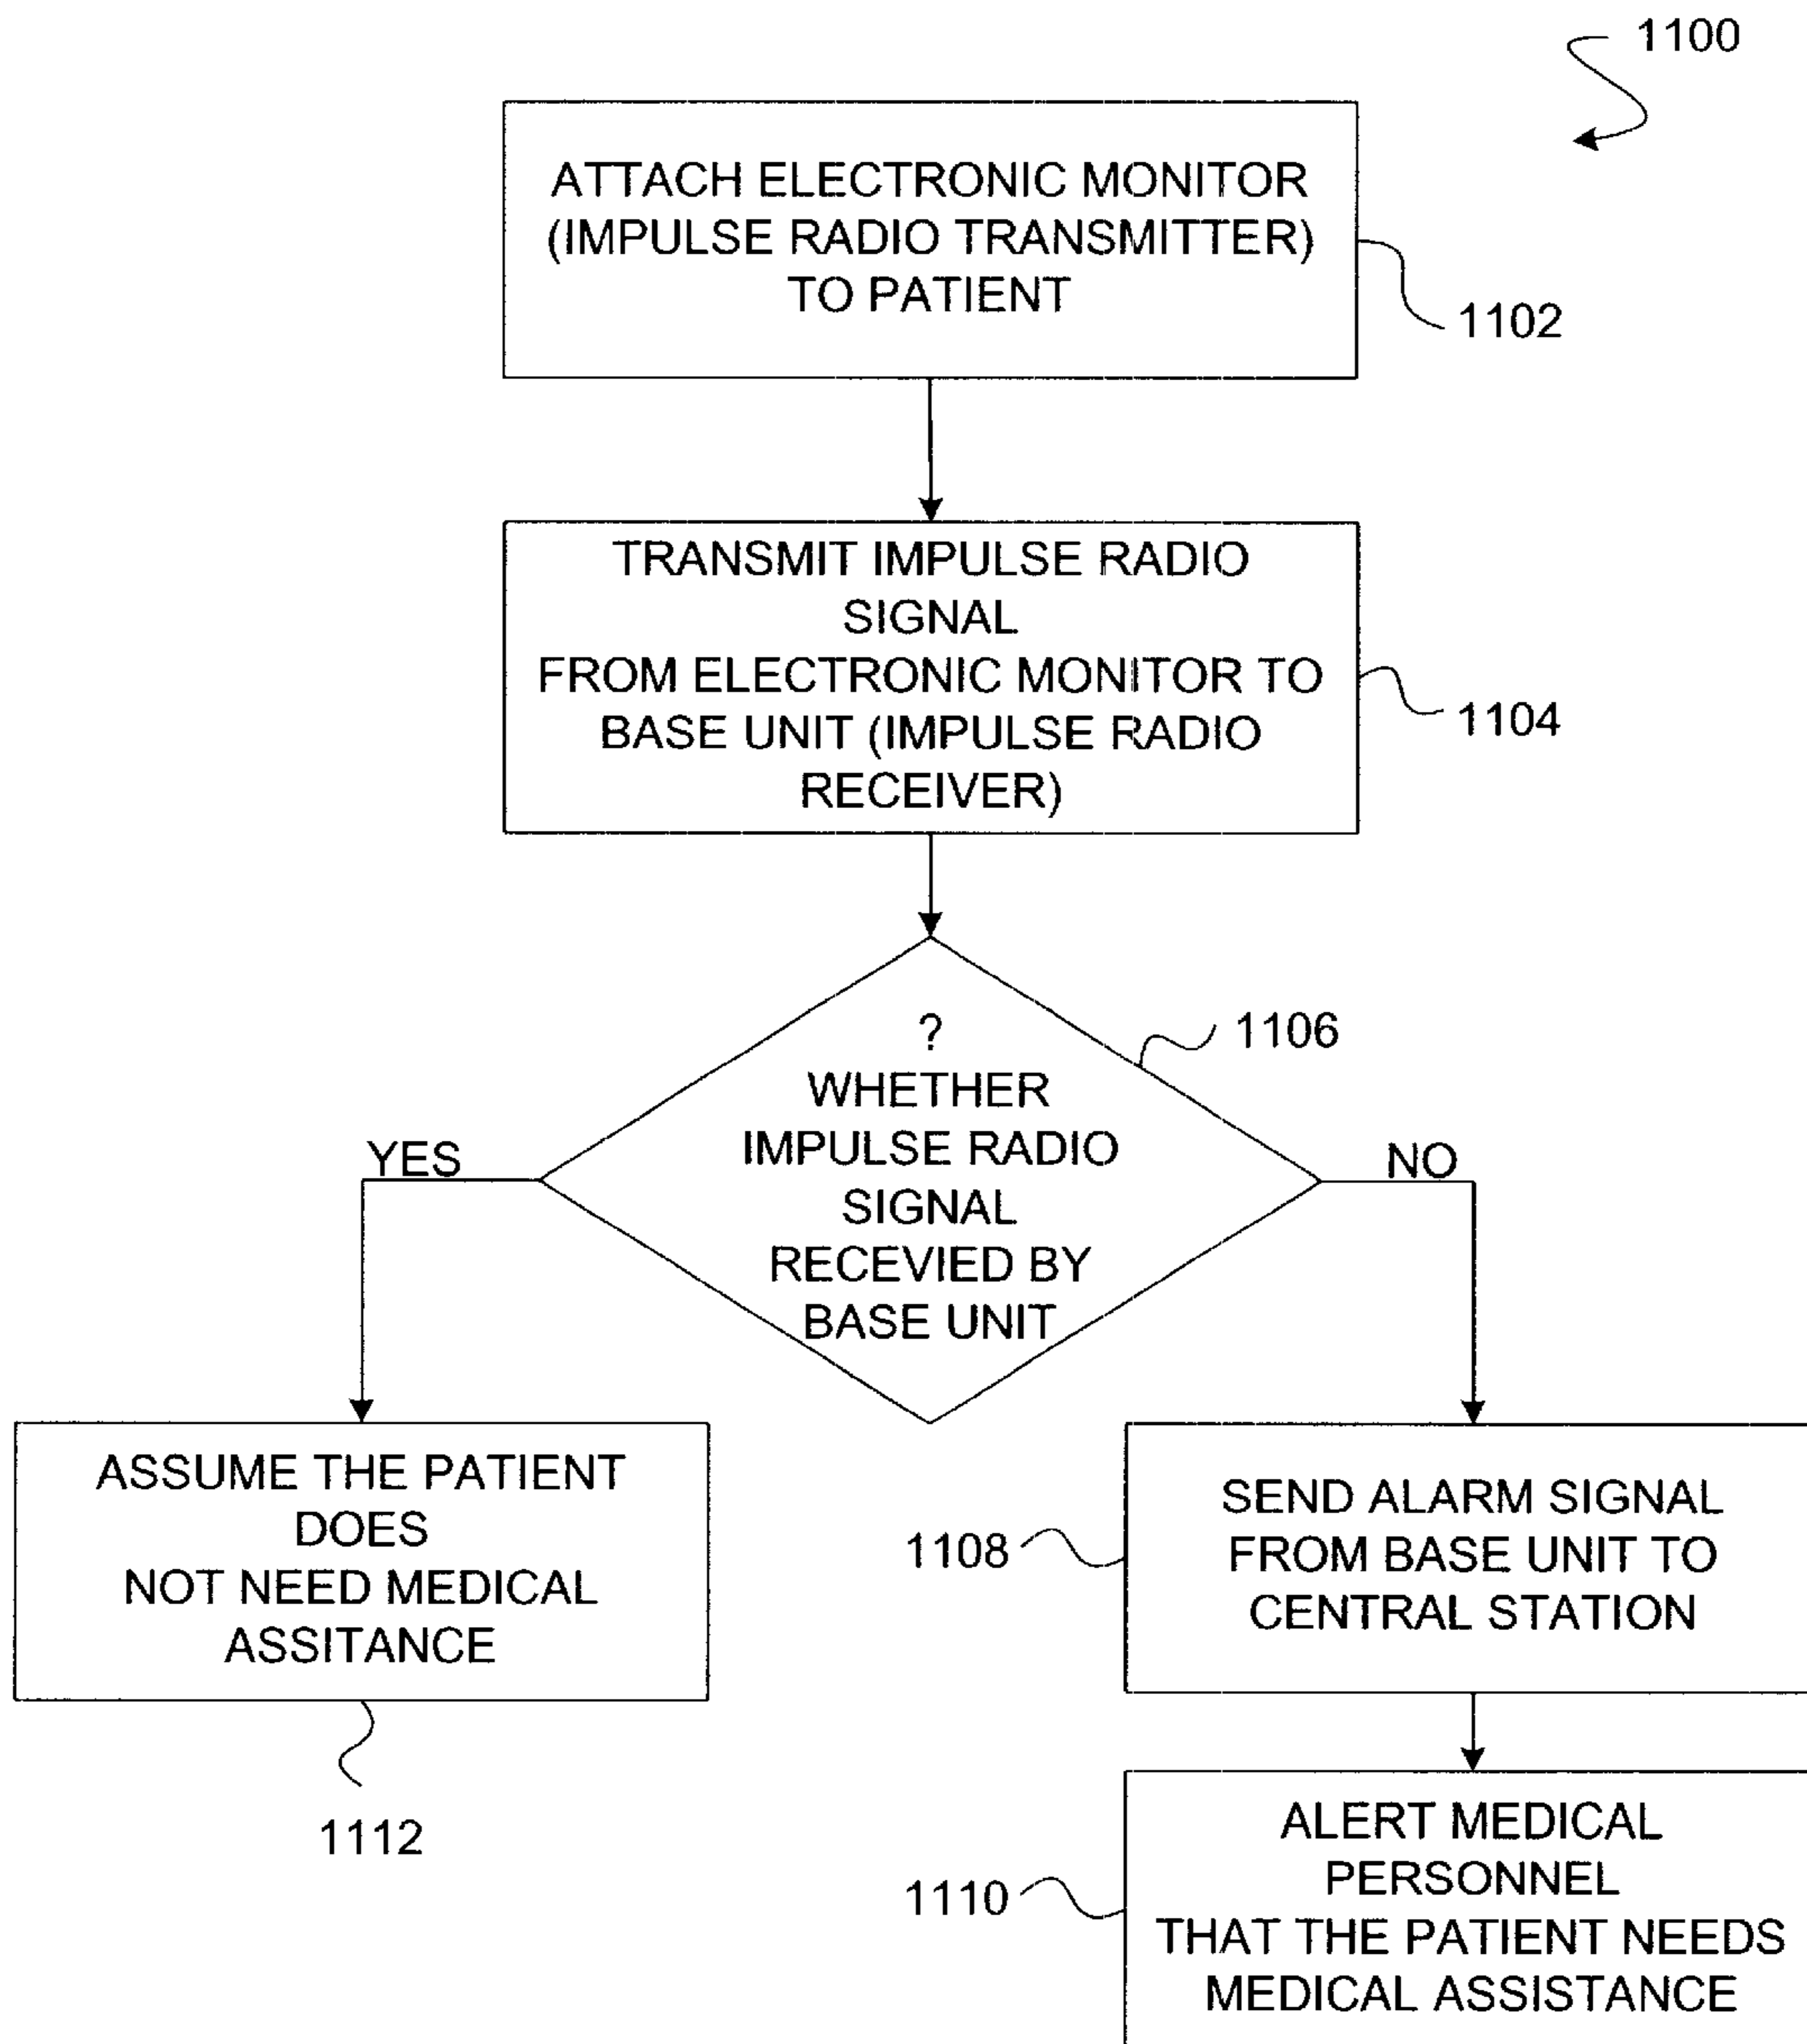 1100
ATTACH ELECTRONIC MONITOR
(IMPULSE RADIO TRANSMITTER)
TO PATIENT
1102
TRANSMIT IMPULSE RADIO
SIGNAL
FROM ELECTRONIC MONITOR TO
BASE UNIT (IMPULSE RADIO
RECEIVER)
1104
?
WHETHER
IMPULSE RADIO
SIGNAL
RECEVIED BY
BASE UNIT
1106
YES
NO
ASSUME THE PATIENT
DOES
NOT NEED MEDICAL
ASSITANCE
1112
SEND ALARM SIGNAL
FROM BASE UNIT TO
CENTRAL STATION
1108
ALERT MEDICAL
PERSONNEL
THAT THE PATIENT NEEDS
MEDICAL ASSISTANCE
1110